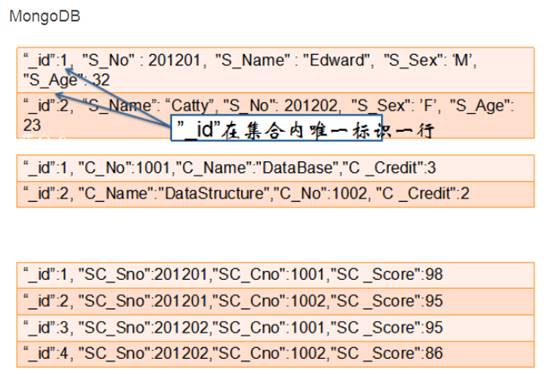 MongoDB
“_id”:1, "S_No" : 201201, "S_Name" : "Edward", "S_Sex": ‘M’,
"S_Age": 32
“_id”:2, “S_Name”: “Catty”, "S_No": 201202, "S_Sex": ’F’, "S_Age":
23
”_id”在集合内唯一标识一行
“_id”:1, "C_No":1001,"C_Name":"DataBase","C _Credit":3
“_id”:2, "C_Name":"DataStructure","C_No":1002, "C _Credit":2
“_id”:1, "SC_Sno":201201,"SC_Cno":1001,"SC _Score":98
“_id”:2, "SC_Sno":201201,"SC_Cno":1002,"SC _Score":95
“_id”:3, "SC_Sno":201202,"SC_Cno":1001,"SC _Score":95
“_id”:4, "SC_Sno":201202,"SC_Cno":1002,"SC _Score":86